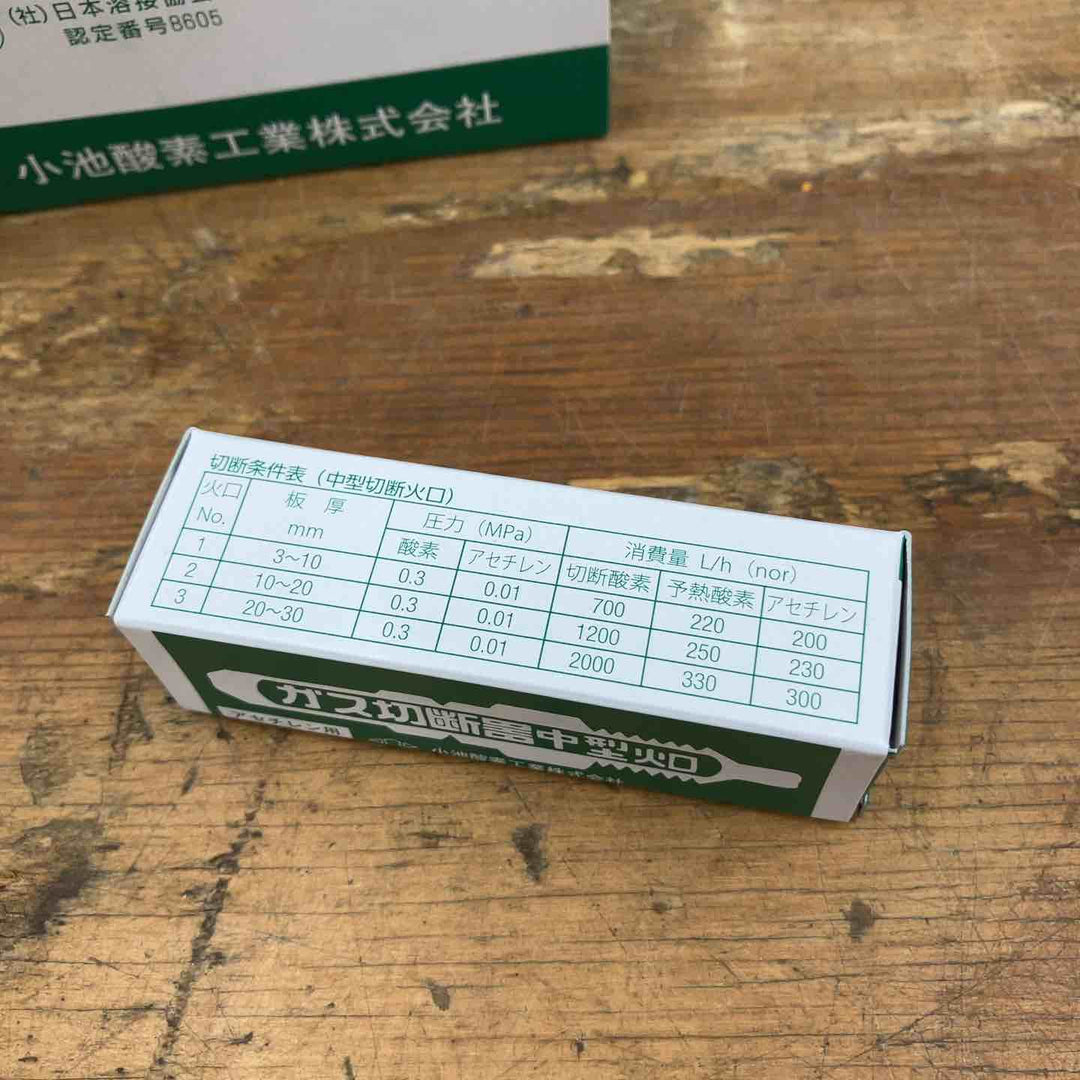 (社)日本溶接協
認定番号8605
小池酸素工業株式会社
切断条件表(中型切断火口)
火口No. 板厚mm 圧力(MPa) 消費量 L/h (nor)
酸素 アセチレン 切断酸素 予熱酸素 アセチレン
1 3〜10 0.3 0.01 700 220 200
2 10〜20 0.3 0.01 1200 250 230
3 20〜30 0.3 0.01 2000 330 300
ガス切断器中型火口
アセチレン用 小池酸素工業株式会社